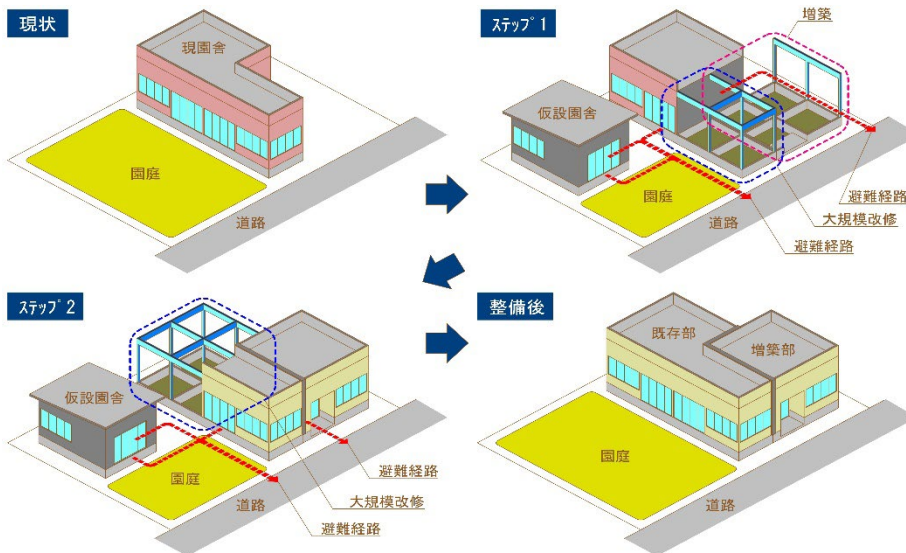 現状
現園舎
園庭
道路
ステップ1
増築
仮設園舎
園庭
道路
避難経路
大規模改修
避難経路
ステップ2
仮設園舎
園庭
道路
避難経路
大規模改修
避難経路
整備後
既存部
増築部
園庭
道路